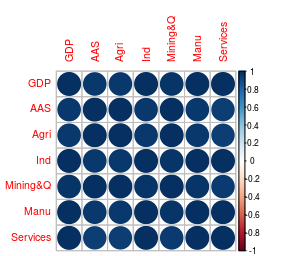 GDP AAS Agri Ind Mining&Q Manu Services
GDP
AAS
Agri
Ind
Mining&Q
Manu
Services
1
0.8
0.6
0.4
0.2
0
-0.2
-0.4
-0.6
-0.8
-1